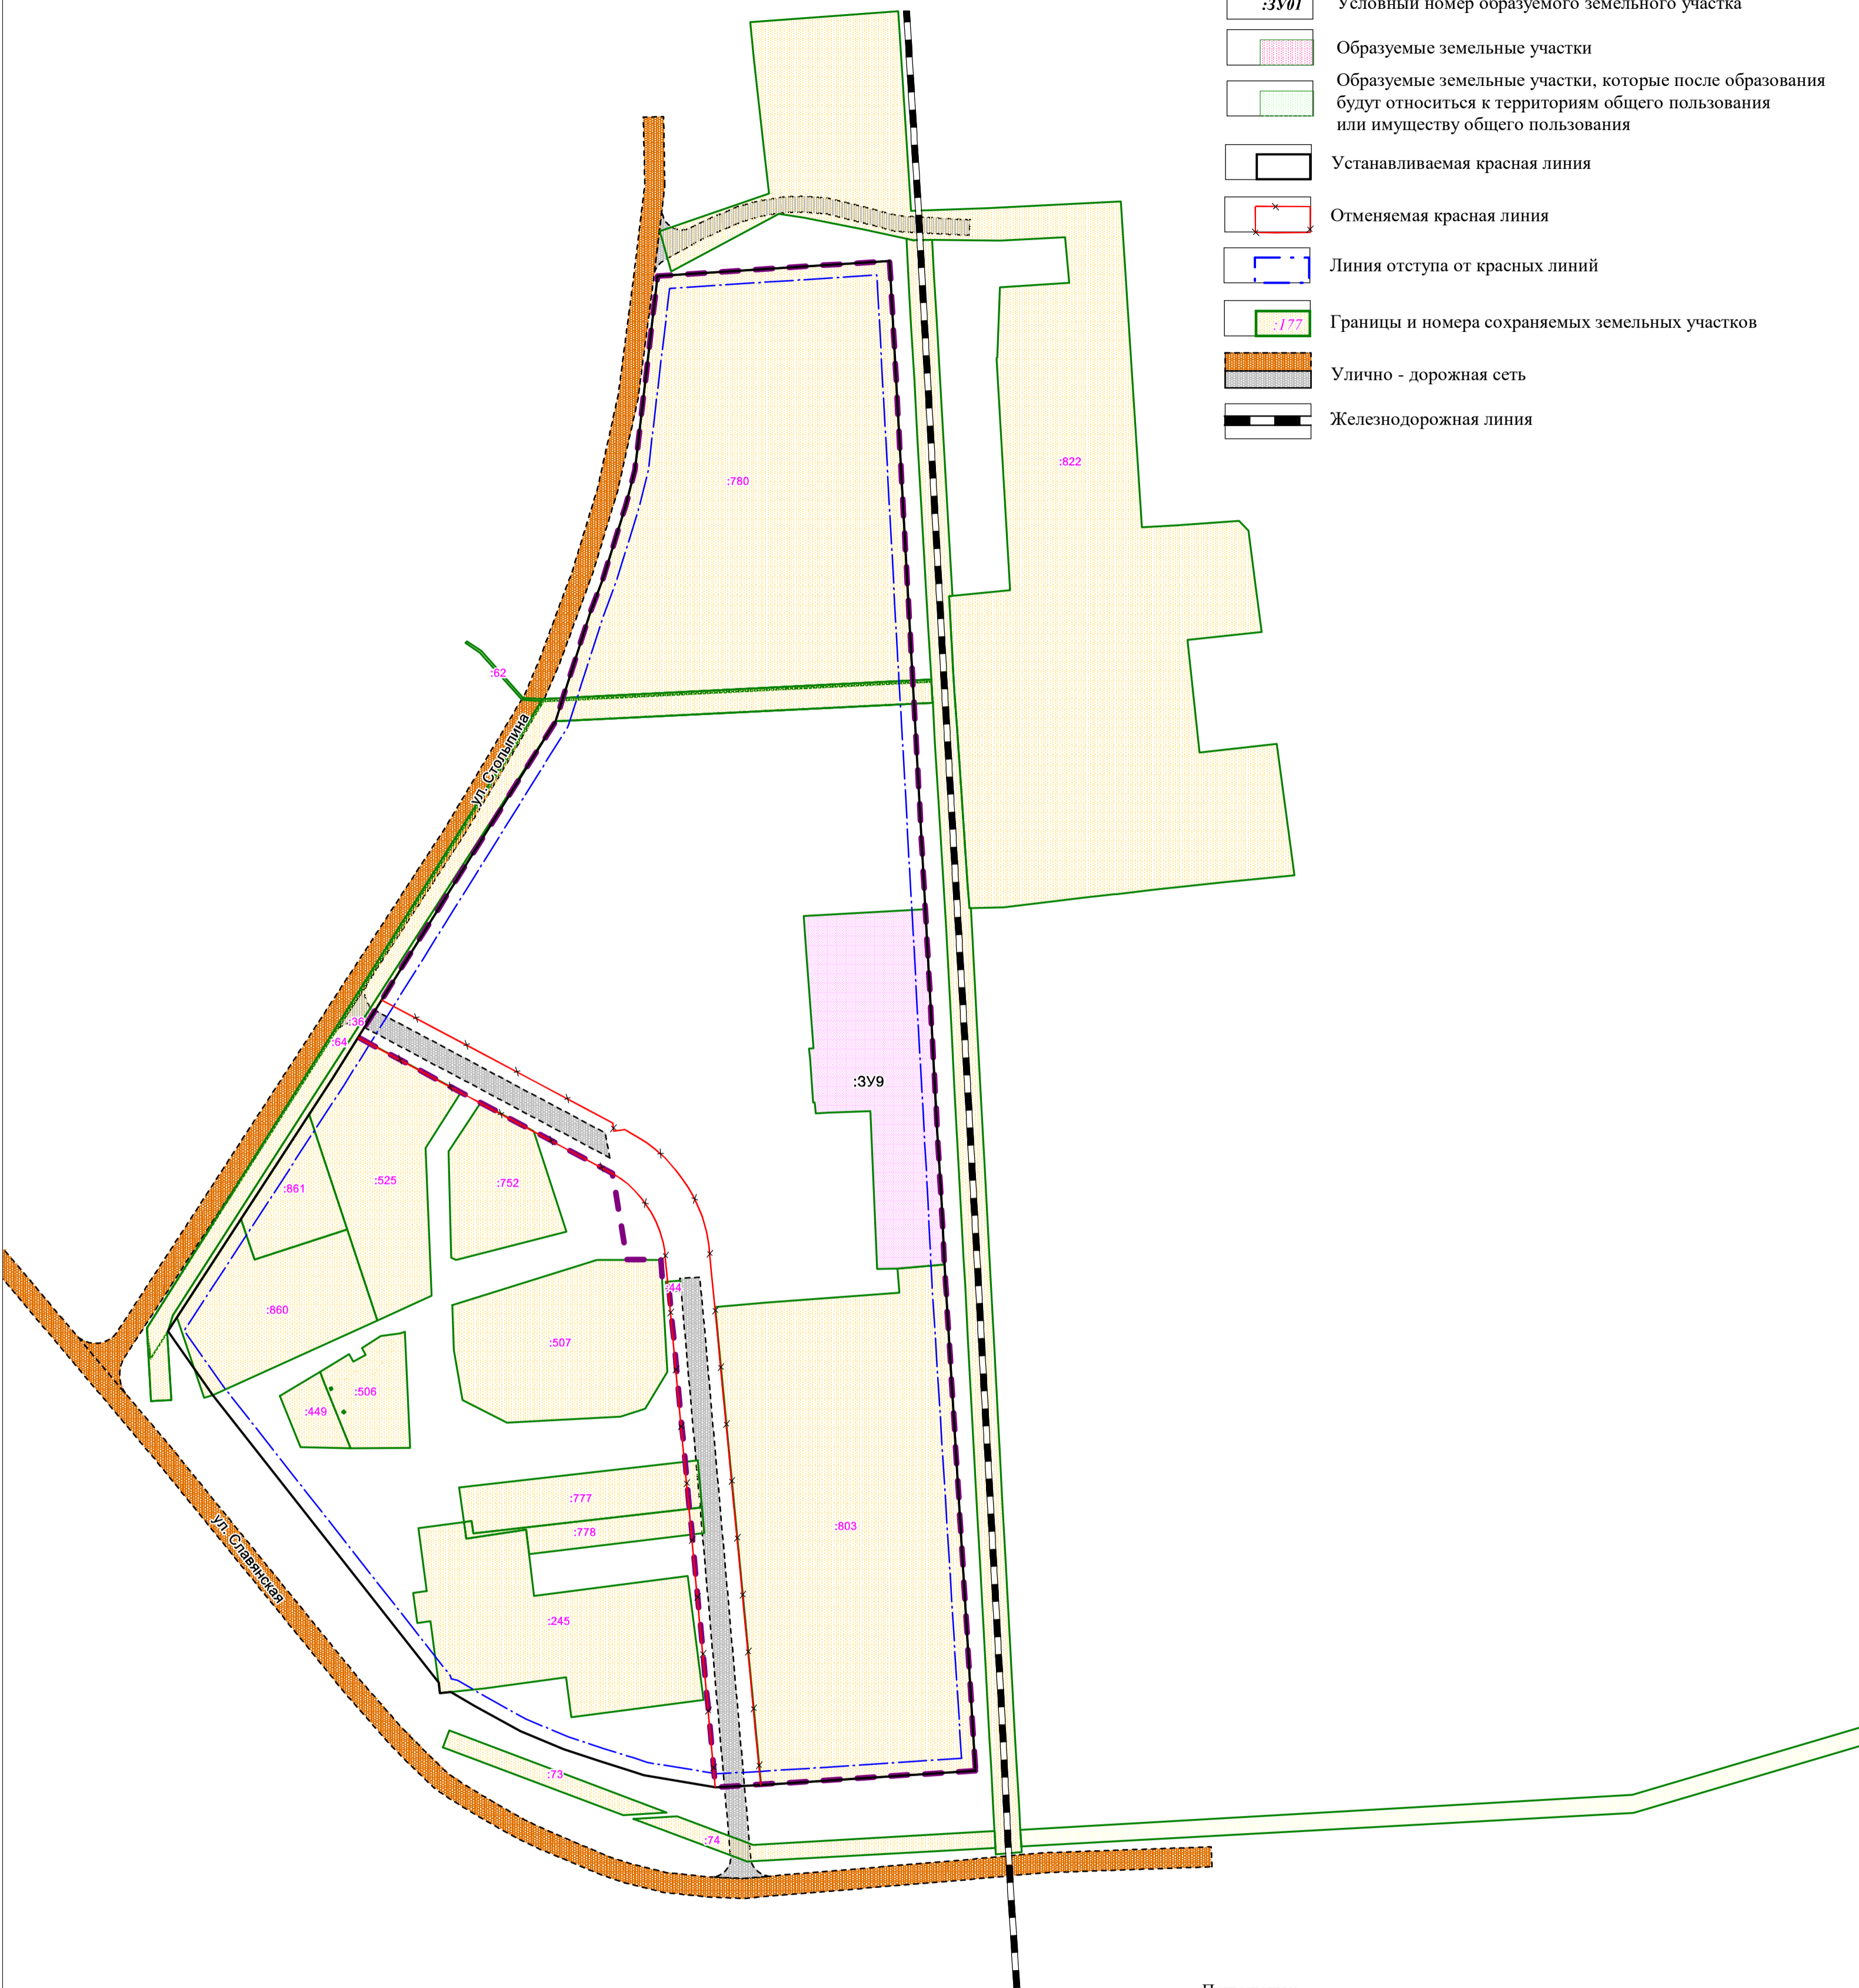 :ЗУ01 Условный номер образуемого земельного участка
Образуемые земельные участки
Образуемые земельные участки, которые после образования
будут относиться к территориям общего пользования
или имуществу общего пользования
Устанавливаемая красная линия
Отменяемая красная линия
Линия отступа от красных линий
:177 Границы и номера сохраняемых земельных участков
Улично - дорожная сеть
Железнодорожная линия
:822
:780
:62
ул. Столыпина
:36
:64
:ЗУ9
:525
:752
:861
:44
:860
:507
:506
:449
:777
:803
:778
ул. Славянская
:245
:73
:74